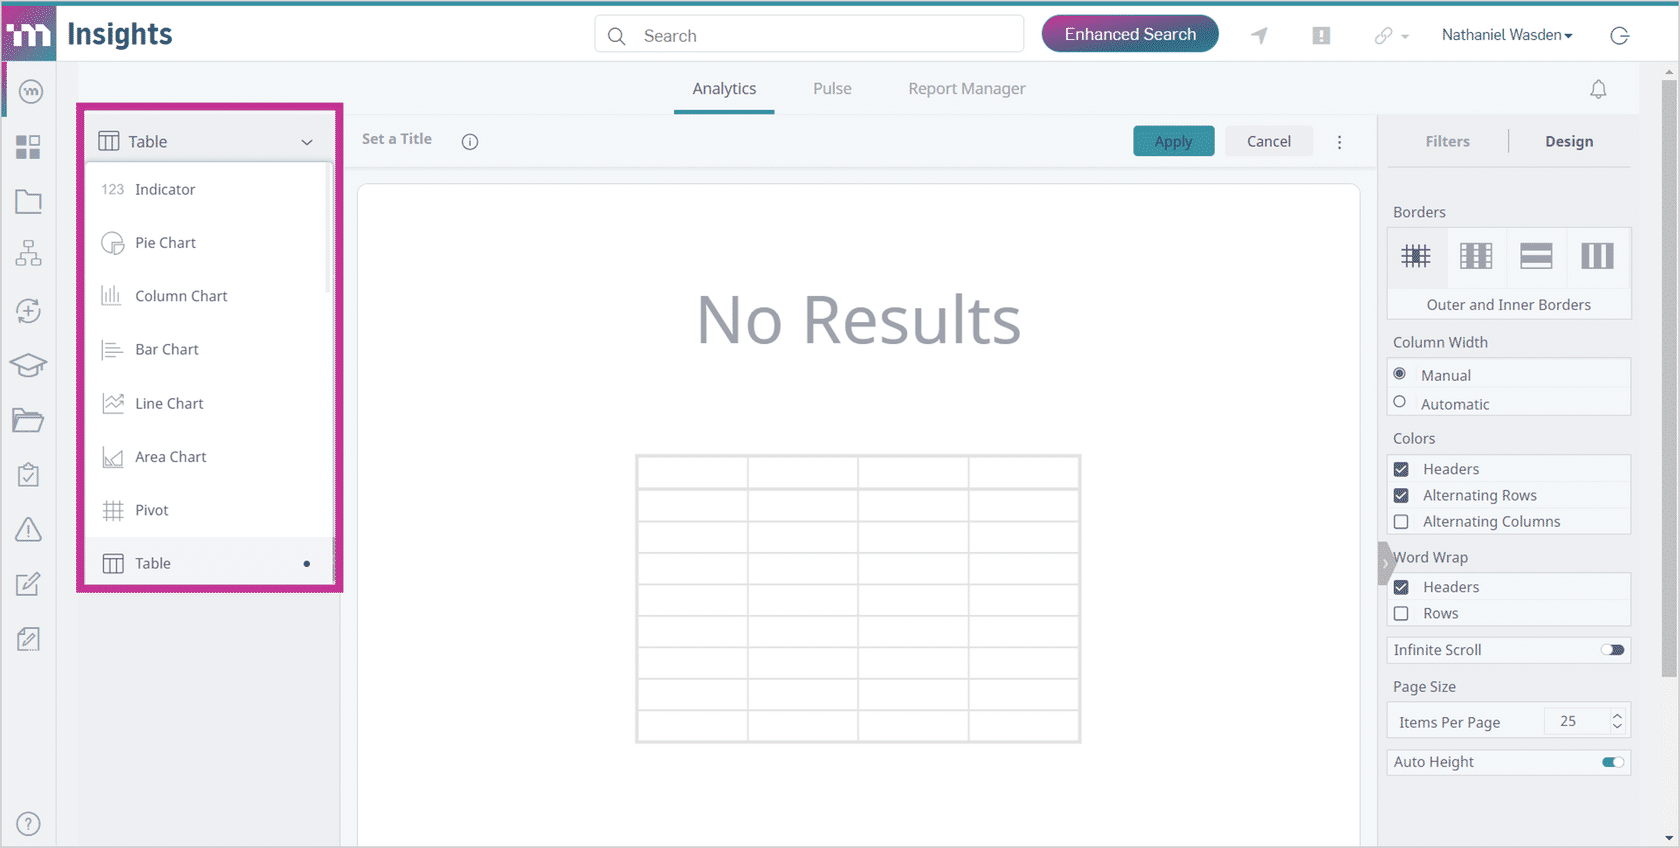 m Insights
Search
Enhanced Search
Nathaniel Wasden
m
Analytics
Pulse
Report Manager
Table
Set a Title
Apply
Cancel
Filters
Design
123 Indicator
Pie Chart
Column Chart
Bar Chart
Line Chart
Area Chart
Pivot
Table
No Results
Borders
Outer and Inner Borders
Column Width
Manual
Automatic
Colors
Headers
Alternating Rows
Alternating Columns
Word Wrap
Headers
Rows
Infinite Scroll
Page Size
Items Per Page 25
Auto Height